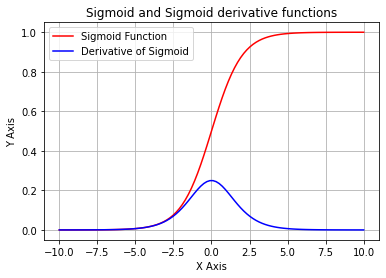 Sigmoid and Sigmoid derivative functions
Sigmoid Function
Derivative of Sigmoid
1.0
0.8
0.6
0.4
0.2
0.0
Y Axis
−10.0 −7.5 −5.0 −2.5 0.0 2.5 5.0 7.5 10.0
X Axis